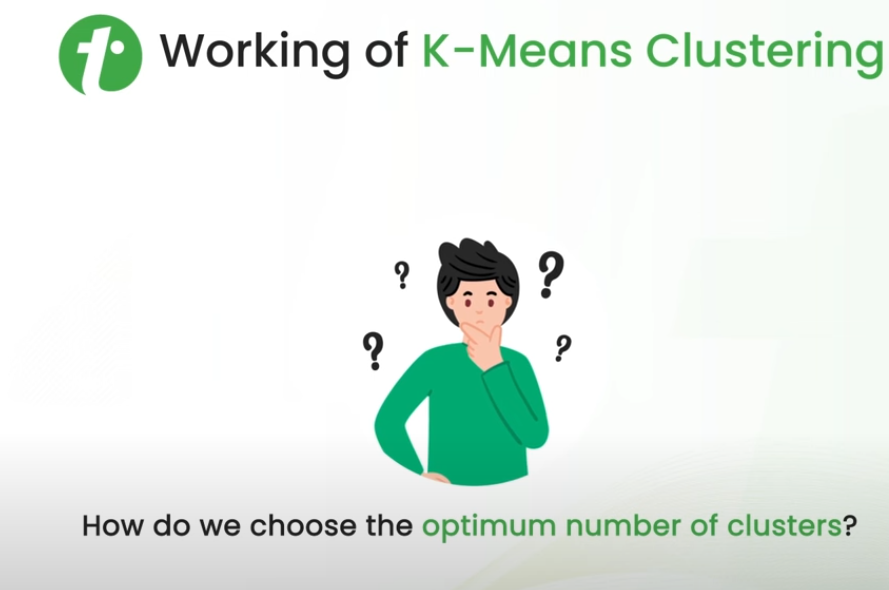 Working of K-Means Clustering
? ?
? ?
How do we choose the optimum number of clusters?